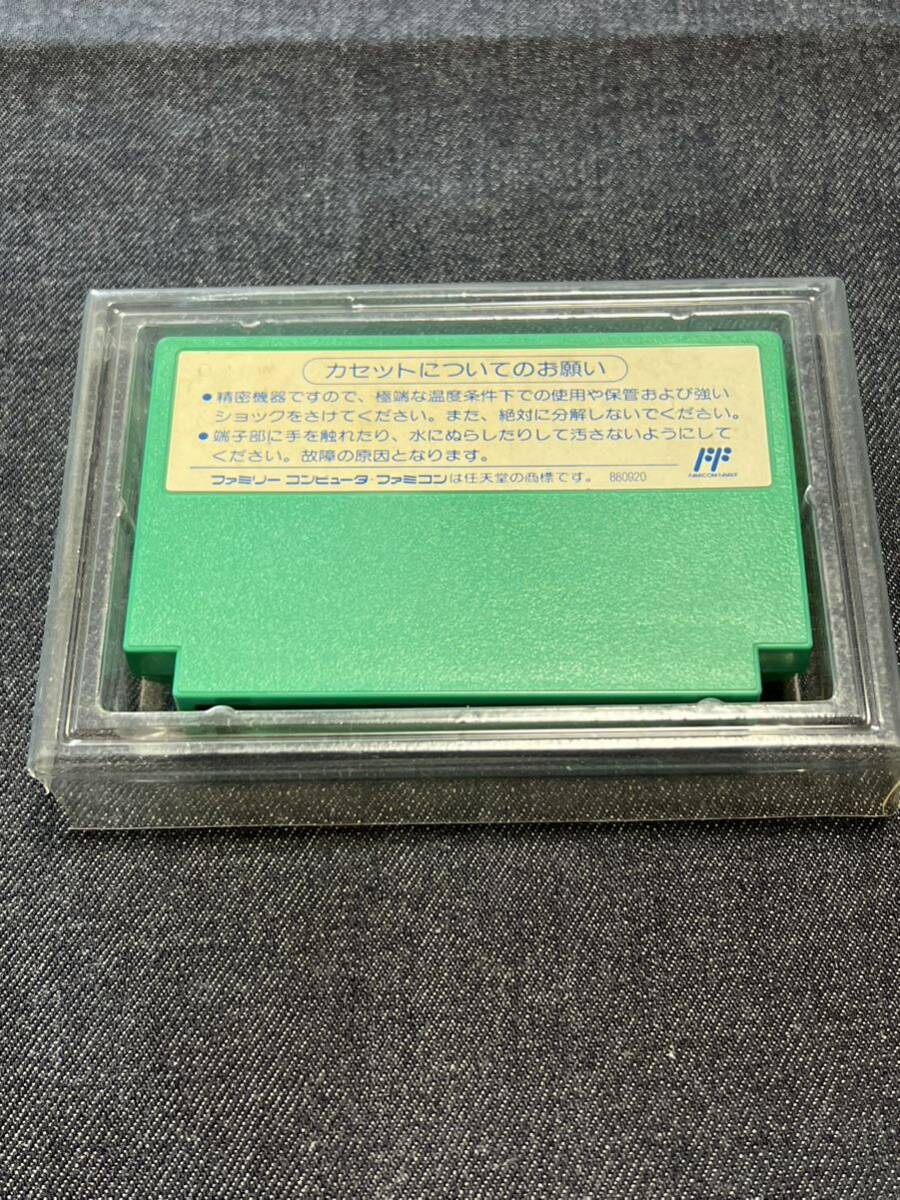 カセットについてのお願い
●精密機器ですので、極端な温度条件下での使用や保管および強い
ショックをさけてください。また、絶対に分解しないでください。
●端子部に手を触れたり、水にぬらしたりして汚さないようにして
ください。故障の原因となります。
FAMICOM FAMILY
ファミリー コンピュータ・ファミコンは任天堂の商標です。 880920